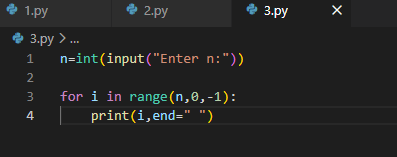 1.py
2.py
3.py
3.py > ...
1 n=int(input("Enter n:"))
2
3 for i in range(n,0,-1):
4     print(i,end=" ")